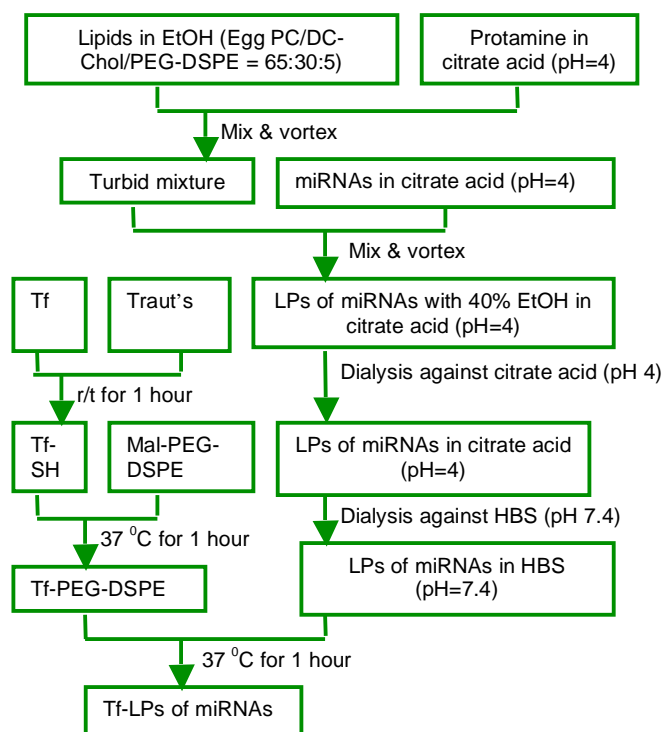 Lipids in EtOH (Egg PC/DC-
Chol/PEG-DSPE = 65:30:5)
Protamine in
citrate acid (pH=4)
Mix & vortex
Turbid mixture
miRNAs in citrate acid (pH=4)
Mix & vortex
Tf
Traut's
LPs of miRNAs with 40% EtOH in
citrate acid (pH=4)
Dialysis against citrate acid (pH 4)
r/t for 1 hour
Tf-
SH
Mal-PEG-
DSPE
LPs of miRNAs in citrate acid
(pH=4)
Dialysis against HBS (pH 7.4)
37 ⁰C for 1 hour
Tf-PEG-DSPE
LPs of miRNAs in HBS
(pH=7.4)
37 ⁰C for 1 hour
Tf-LPs of miRNAs